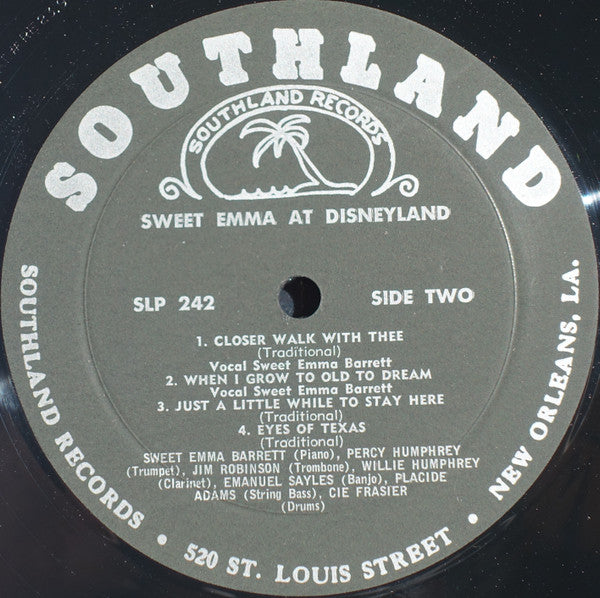 SOUTHLAND
SOUTHLAND RECORDS
SWEET EMMA AT DISNEYLAND
SLP 242
SIDE TWO
1. CLOSER WALK WITH THEE
(Traditional)
Vocal Sweet Emma Barrett
2. WHEN I GROW TO OLD TO DREAM
Vocal Sweet Emma Barrett
3. JUST A LITTLE WHILE TO STAY HERE
(Traditional)
4. EYES OF TEXAS
(Traditional)
SWEET EMMA BARRETT (Piano), PERCY HUMPHREY
(Trumpet), JIM ROBINSON (Trombone), WILLIE HUMPHREY
(Clarinet), EMANUEL SAYLES (Banjo), PLACIDE
ADAMS (String Bass), CIE FRASIER
(Drums)
SOUTHLAND RECORDS • 520 ST. LOUIS STREET • NEW ORLEANS, LA.